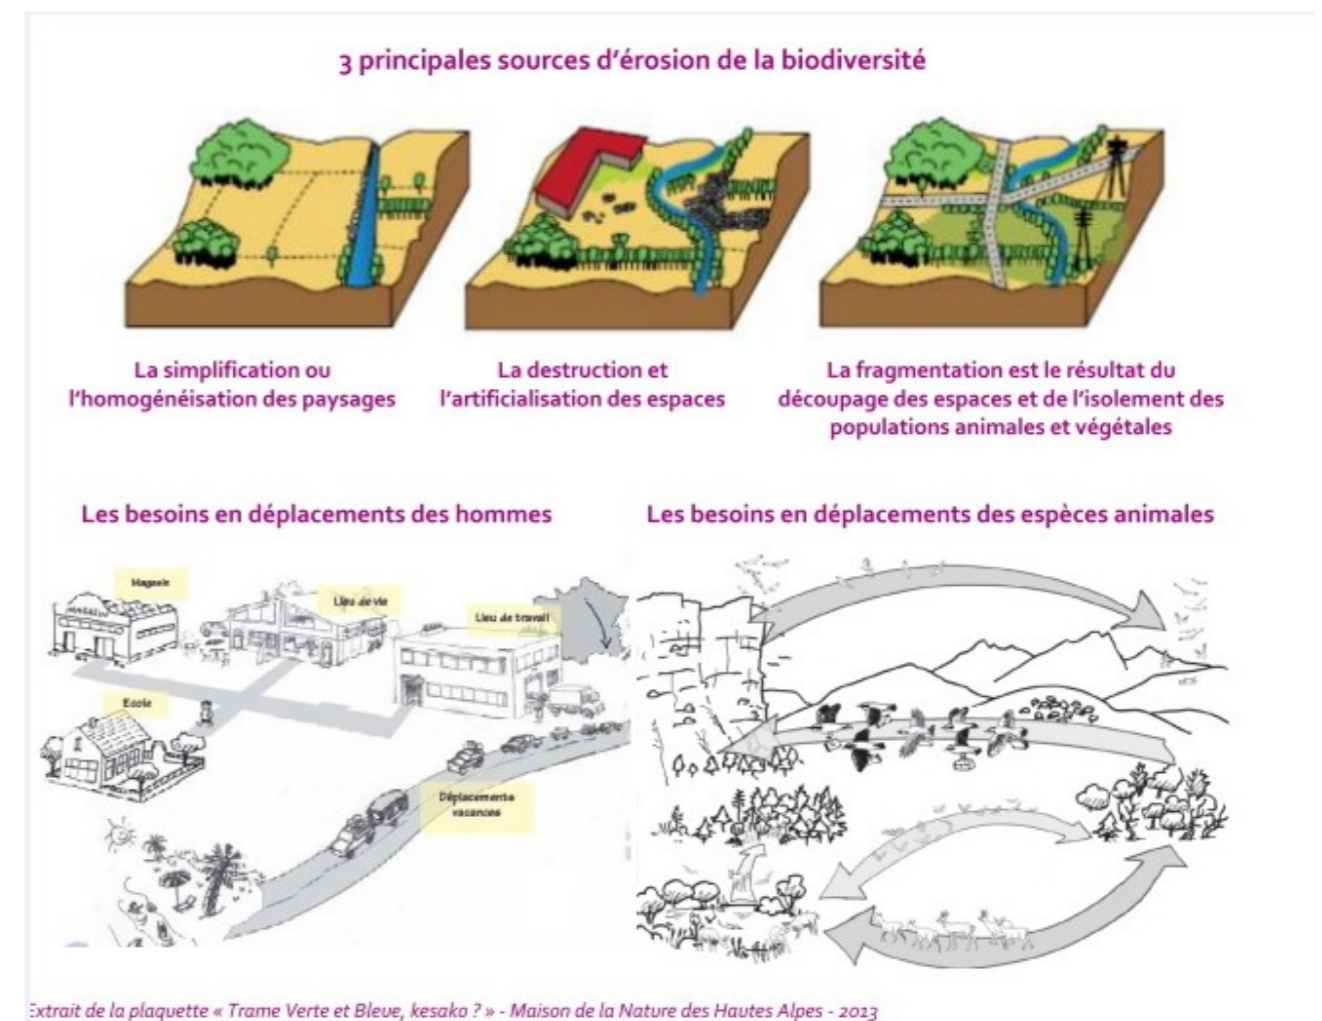 3 principales sources d'érosion de la biodiversité
La simplification ou
l'homogénéisation des paysages
La destruction et
l'artificialisation des espaces
La fragmentation est le résultat du
découpage des espaces et de l'isolement des
populations animales et végétales
Les besoins en déplacements des hommes
Les besoins en déplacements des espèces animales
Magasin
MAGASIN
Lieu de vie
Lieu de travail
Ecole
Déplacements
vacances
Extrait de la plaquette « Trame Verte et Bleue, kesako ? » - Maison de la Nature des Hautes Alpes - 2013